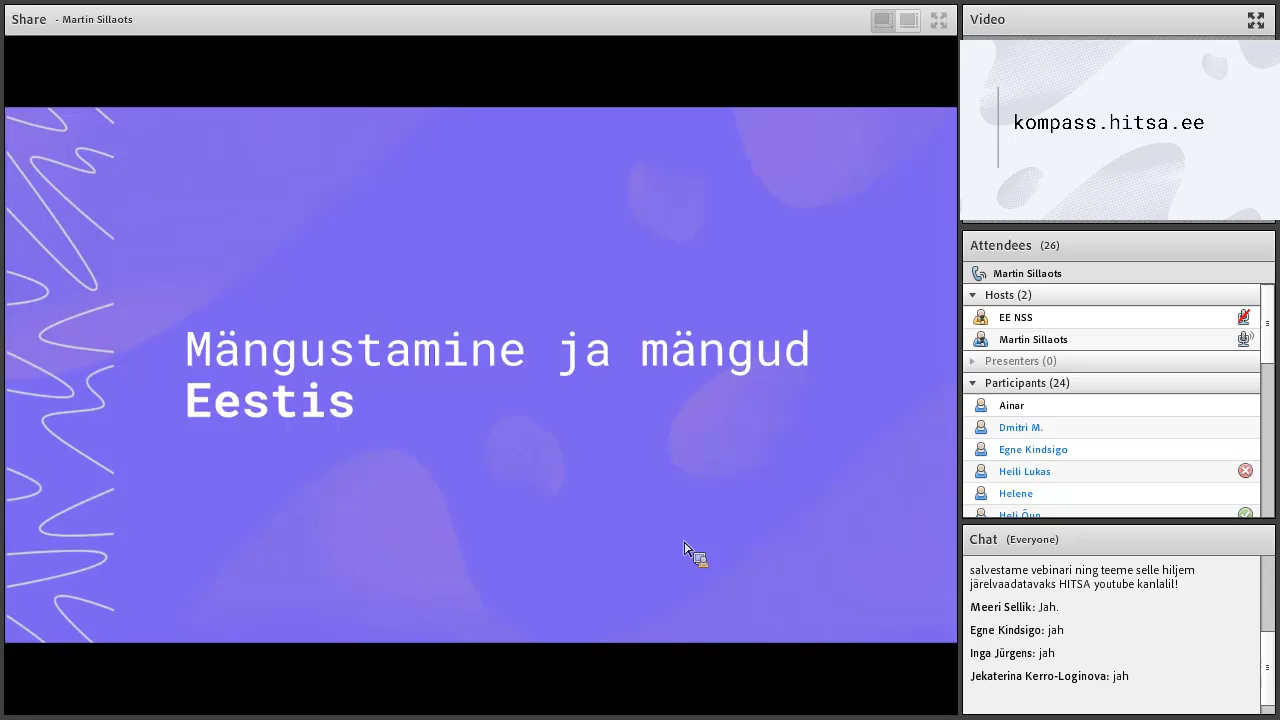 Share - Martin Sillaots
Mängustamine ja mängud
Eestis
Video
kompass.hitsa.ee
Attendees (26)
Martin Sillaots
Hosts (2)
EE NSS
Martin Sillaots
Presenters (0)
Participants (24)
Ainar
Dmitri M.
Egne Kindsigo
Heili Lukas
Helene
Heli Õun
Chat (Everyone)
salvestame vebinari ning teeme selle hiljem
järelvaadatavaks HITSA youtube kanlalil!
Meeri Sellik: Jah.
Egne Kindsigo: jah
Inga Jürgens: jah
Jekaterina Kerro-Loginova: jah